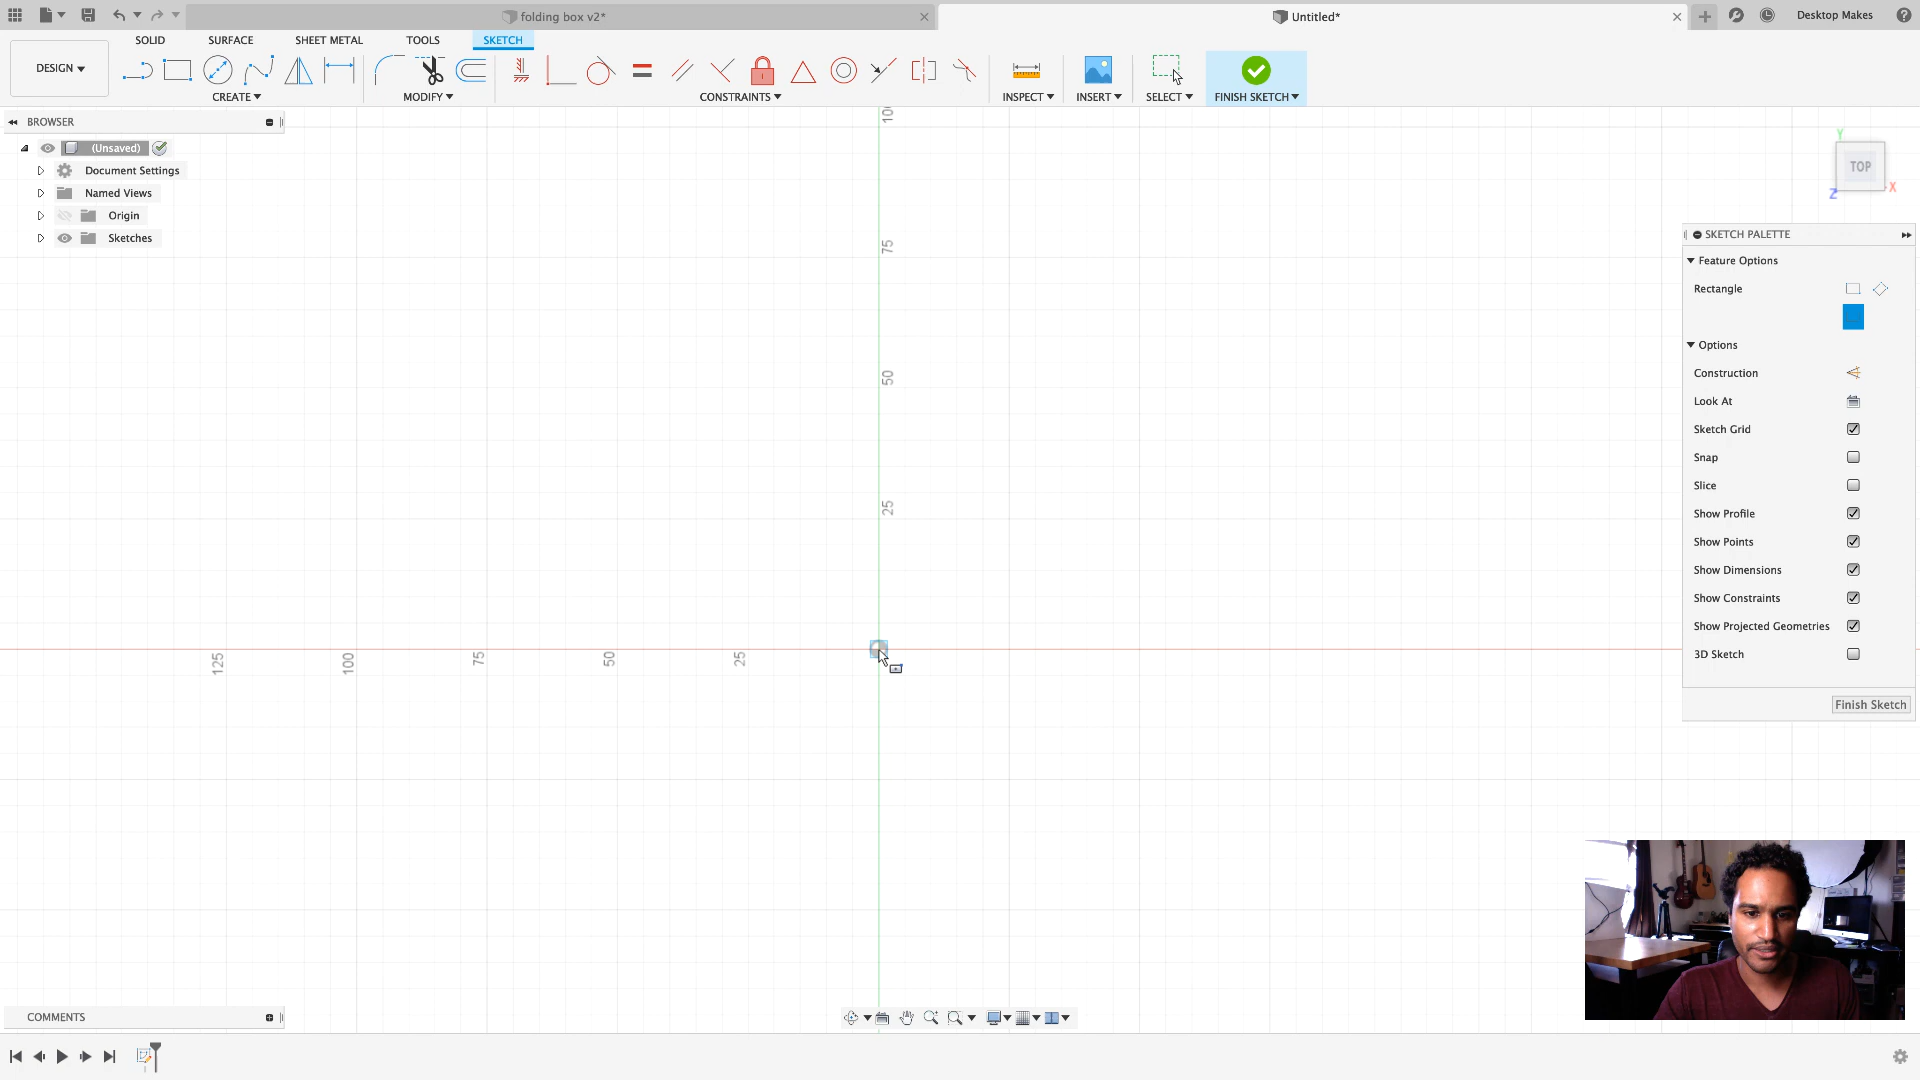 folding box v2*
Untitled*
Desktop Makes
DESIGN
SOLID
SURFACE
SHEET METAL
TOOLS
SKETCH
CREATE
MODIFY
CONSTRAINTS
INSPECT
INSERT
SELECT
FINISH SKETCH
BROWSER
(Unsaved)
Document Settings
Named Views
Origin
Sketches
100
75
50
25
125
100
75
50
25
Y
TOP
X
Z
SKETCH PALETTE
Feature Options
Rectangle
Options
Construction
Look At
Sketch Grid
Snap
Slice
Show Profile
Show Points
Show Dimensions
Show Constraints
Show Projected Geometries
3D Sketch
Finish Sketch
COMMENTS